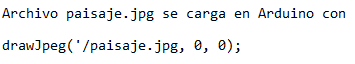 Archivo paisaje.jpg se carga en Arduino con
drawJpeg('/paisaje.jpg, 0, 0);